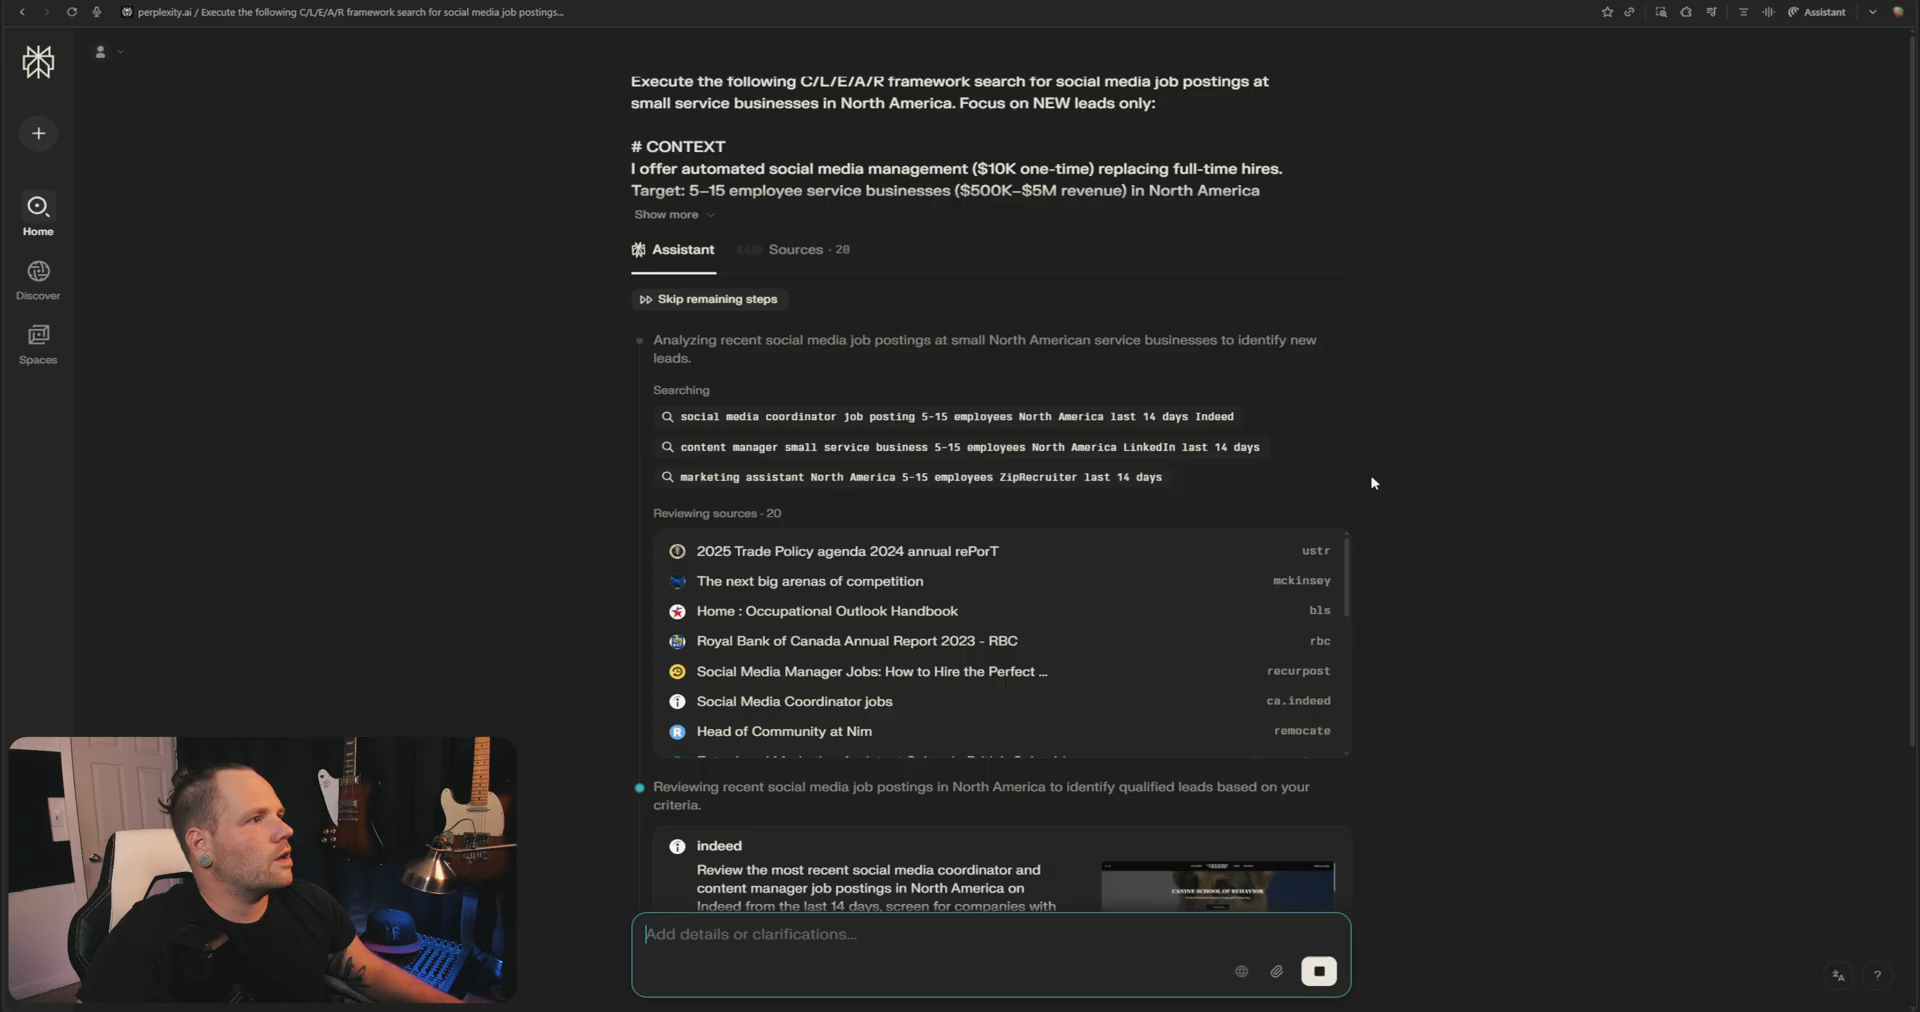 perplexity.ai / Execute the following C/L/E/A/R framework search for social media job postings...
Assistant
Execute the following C/L/E/A/R framework search for social media job postings at
small service businesses in North America. Focus on NEW leads only:
# CONTEXT
I offer automated social media management ($10K one-time) replacing full-time hires.
Target: 5–15 employee service businesses ($500K–$5M revenue) in North America
Show more
Assistant
Sources · 20
Skip remaining steps
Home
Discover
Spaces
Analyzing recent social media job postings at small North American service businesses to identify new
leads.
Searching
social media coordinator job posting 5-15 employees North America last 14 days Indeed
content manager small service business 5-15 employees North America LinkedIn last 14 days
marketing assistant North America 5-15 employees ZipRecruiter last 14 days
Reviewing sources · 20
2025 Trade Policy agenda 2024 annual rePorT ustr
The next big arenas of competition mckinsey
Home : Occupational Outlook Handbook bls
Royal Bank of Canada Annual Report 2023 - RBC rbc
Social Media Manager Jobs: How to Hire the Perfect ... recurpost
Social Media Coordinator jobs ca.indeed
Head of Community at Nim remocate
Reviewing recent social media job postings in North America to identify qualified leads based on your
criteria.
indeed
Review the most recent social media coordinator and
content manager job postings in North America on
Indeed from the last 14 days, screen for companies with
CANINE SCHOOL OF BEHAVIOR
Add details or clarifications...